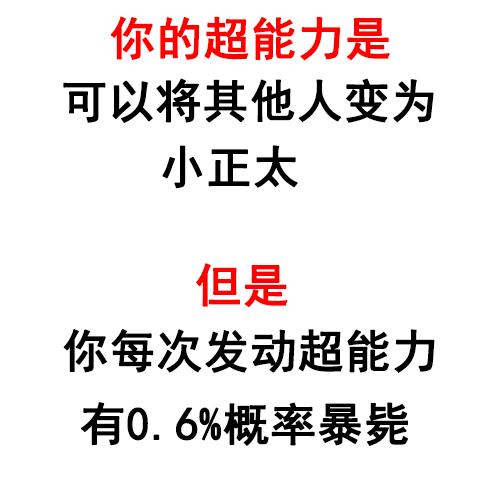 你的超能力是
可以将其他人变为
小正太
但是
你每次发动超能力
有0.6%概率暴毙